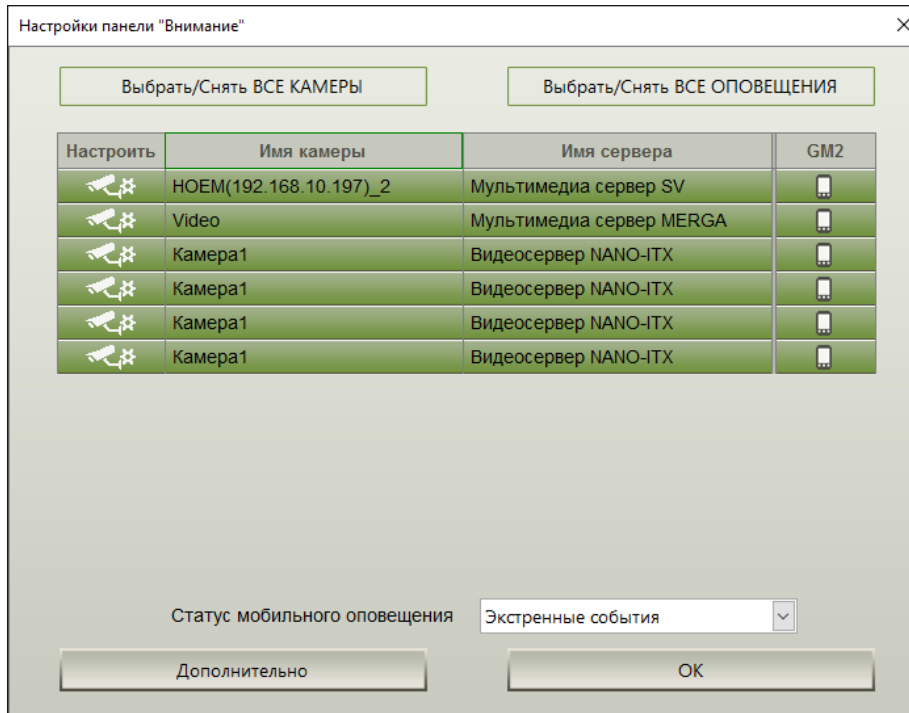 Настройки панели "Внимание"
Выбрать/Снять ВСЕ КАМЕРЫ Выбрать/Снять ВСЕ ОПОВЕЩЕНИЯ
Настроить Имя камеры Имя сервера GM2
HOEM(192.168.10.197)_2 Мультимедиа сервер SV
Video Мультимедиа сервер MERGA
Камера1 Видеосервер NANO-ITX
Камера1 Видеосервер NANO-ITX
Камера1 Видеосервер NANO-ITX
Камера1 Видеосервер NANO-ITX
Статус мобильного оповещения Экстренные события
Дополнительно ОК